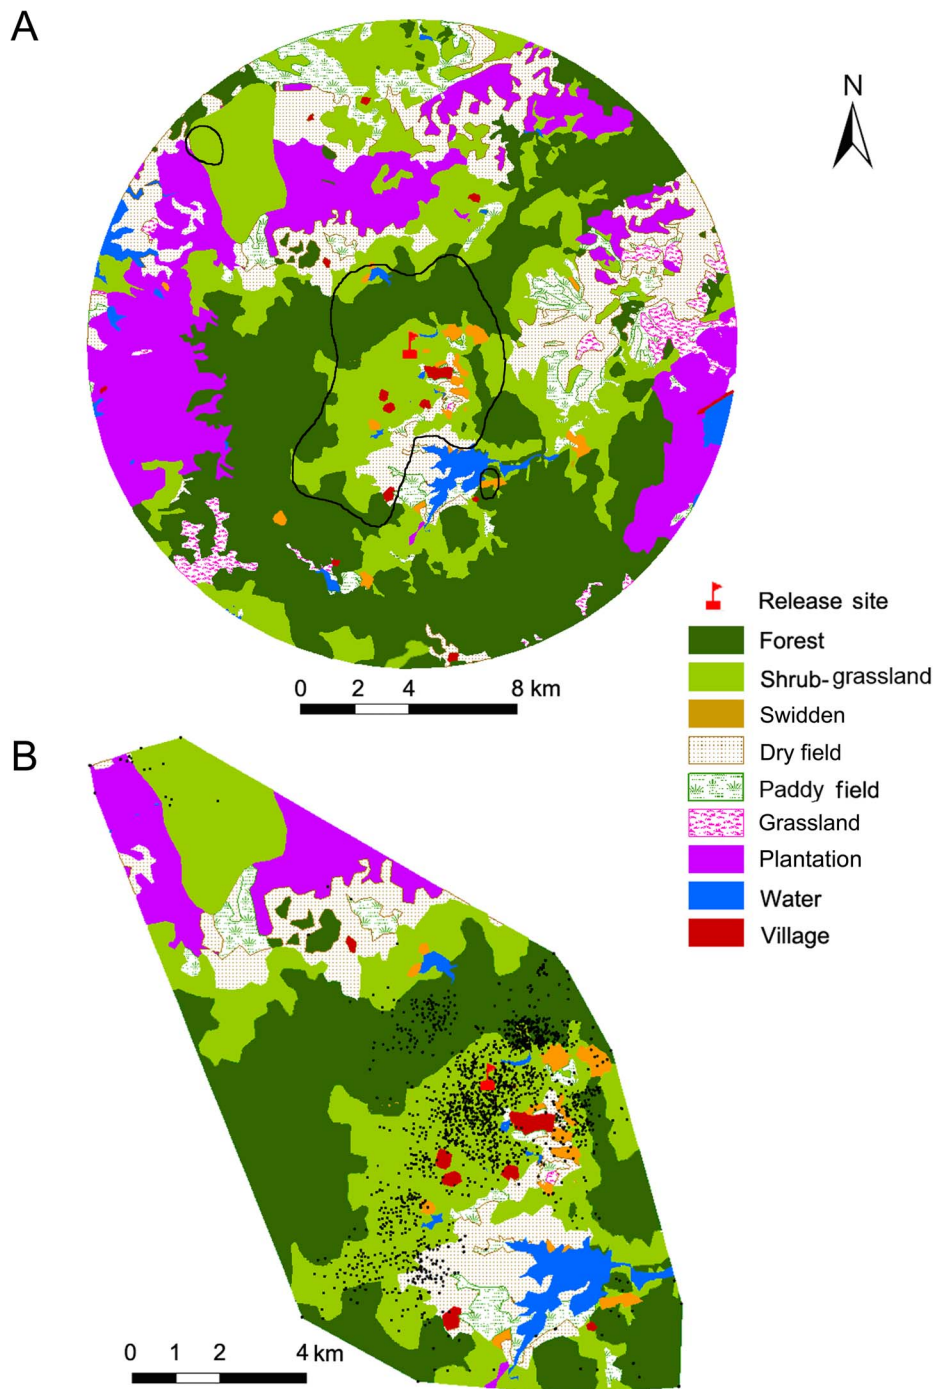 A
N
0 2 4 8 km
Release site
Forest
Shrub-grassland
Swidden
Dry field
Paddy field
Grassland
Plantation
Water
Village
B
0 1 2 4 km